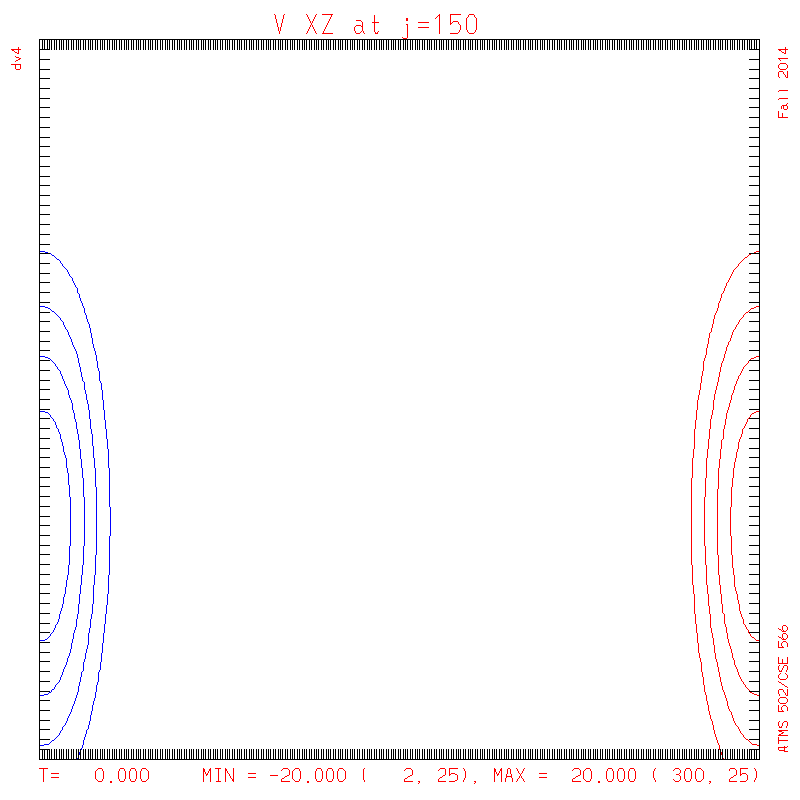 V XZ at j=150
dv4
Fall 2014
ATMS 502/CSE 566
T= 0.000 MIN = -20.000 ( 2, 25), MAX = 20.000 ( 300, 25)